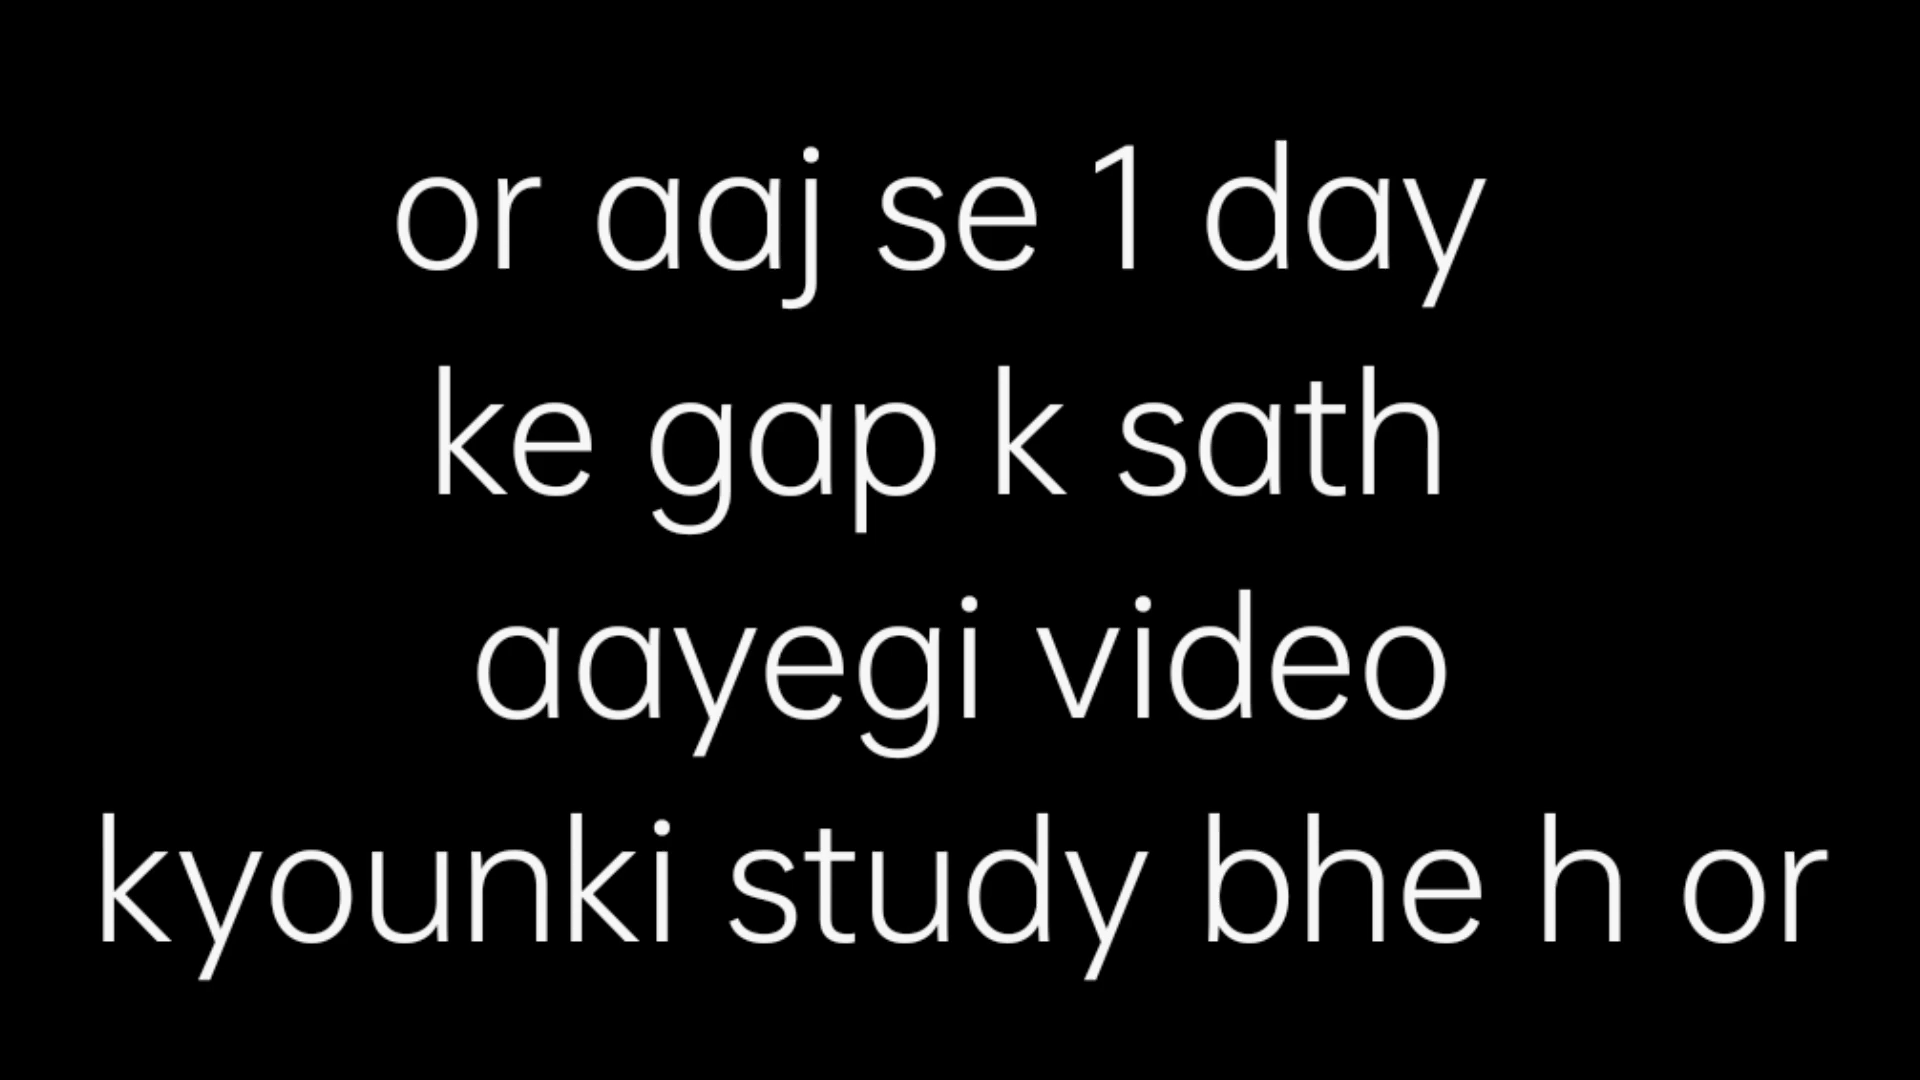 or aaj se 1 day
ke gap k sath
aayegi video
kyounki study bhe h or